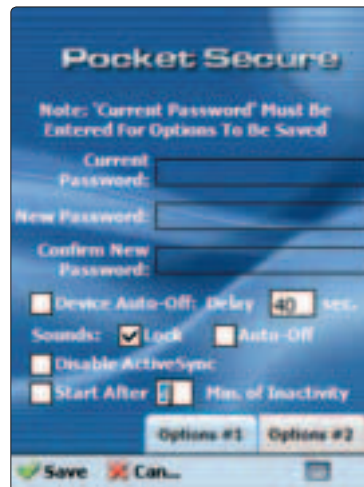 Pocket Secure
Note: 'Current Password' Must Be
Entered For Options To Be Saved
Current
Password:
New Password:
Confirm New
Password:
Device Auto-Off: Delay 40 sec.
Sounds: Lock Auto-Off
Disable ActiveSync
Start After Min. of Inactivity
Options #1 Options #2
Save Can...